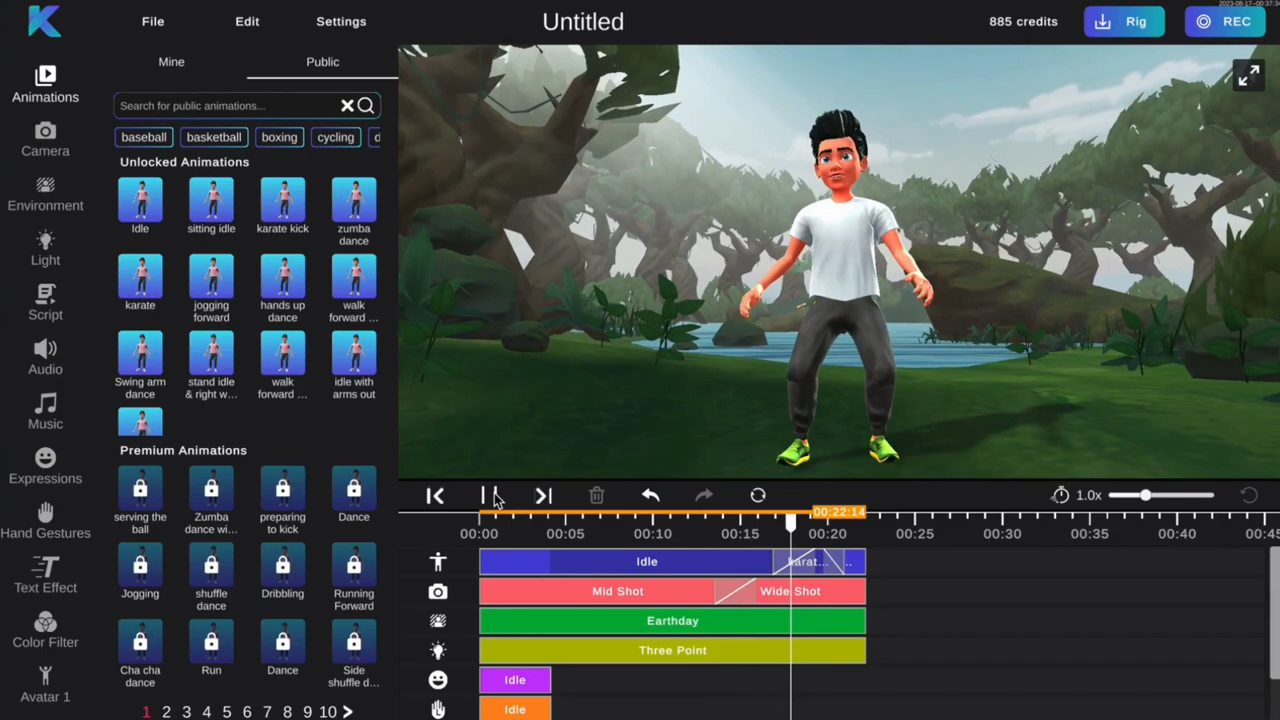 2023-08-17--00:37:3
File Edit Settings Untitled 885 credits Rig REC
Mine Public
Animations
Camera
Environment
Light
Script
Audio
Music
Expressions
Hand Gestures
Text Effect
Color Filter
Avatar 1
Search for public animations...
baseball basketball boxing cycling d
Unlocked Animations
Idle
sitting idle
karate kick
zumba
dance
karate
jogging
forward
hands up
dance
walk
forward ...
Swing arm
dance
stand idle
& right w...
walk
forward ...
idle with
arms out
Premium Animations
serving the
ball
Zumba
dance wi...
preparing
to kick
Dance
Jogging
shuffle
dance
Dribbling
Running
Forward
Cha cha
dance
Run
Dance
Side
shuffle d...
1 2 3 4 5 6 7 8 9 10
1.0x
00:22:14
00:00 00:05 00:10 00:15 00:20 00:25 00:30 00:35 00:40 00:45
Idle karat... ..
Mid Shot Wide Shot
Earthday
Three Point
Idle
Idle